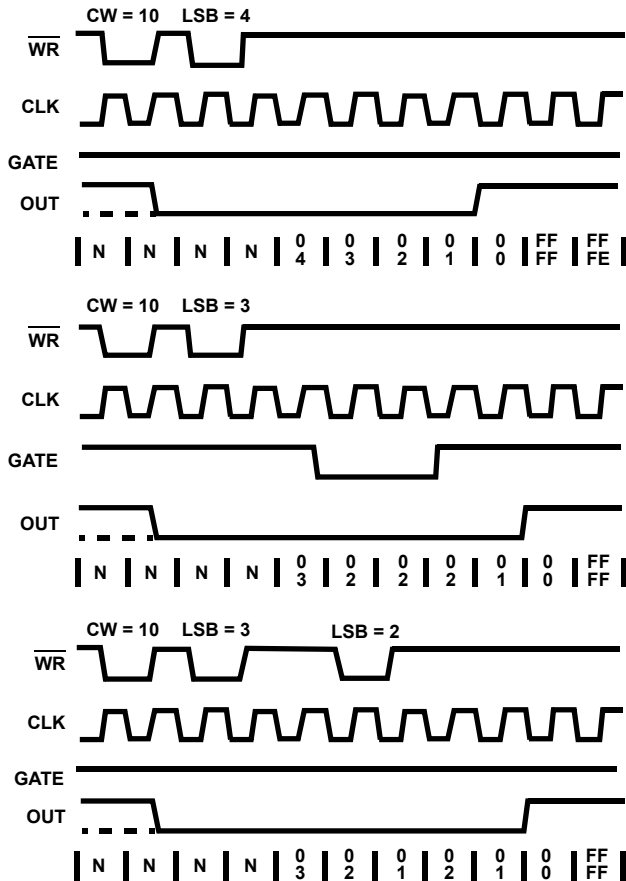 CW = 10 LSB = 4
WR
CLK
GATE
OUT
N N N N 0 0 0 0 0 FF FF
4 3 2 1 0 FF FE
CW = 10 LSB = 3
WR
CLK
GATE
OUT
N N N N 0 0 0 0 0 0 FF
3 2 2 2 1 0 FF
CW = 10 LSB = 3 LSB = 2
WR
CLK
GATE
OUT
N N N N 0 0 0 0 0 0 FF
3 2 1 2 1 0 FF